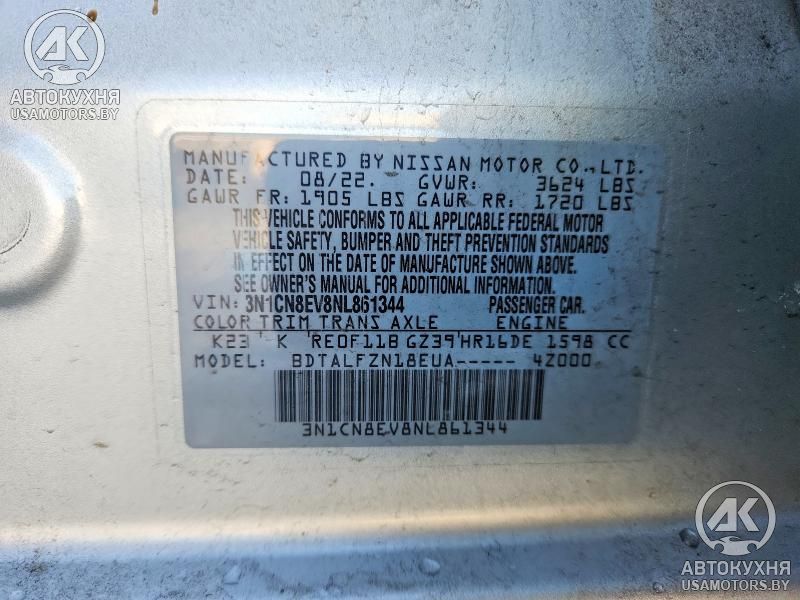 АК
АВТОКУХНЯ
USAMOTORS.BY
MANUFACTURED BY NISSAN MOTOR CO., LTD.
DATE: 08/22. GVWR: 3624 LBS
GAWR FR: 1905 LBS GAWR RR: 1720 LBS
THIS VEHICLE CONFORMS TO ALL APPLICABLE FEDERAL MOTOR
VEHICLE SAFETY, BUMPER AND THEFT PREVENTION STANDARDS
IN EFFECT ON THE DATE OF MANUFACTURE SHOWN ABOVE.
SEE OWNER'S MANUAL FOR ADDITIONAL INFORMATION.
VIN: 3N1CN8EV8NL861344 PASSENGER CAR.
COLOR TRIM TRANS AXLE ENGINE
K23 K RE0F11B GZ39 HR16DE 1598 CC
MODEL: BDTALFZN18EUA----- 4Z000
3N1CN8EV8NL861344
АК
АВТОКУХНЯ
USAMOTORS.BY